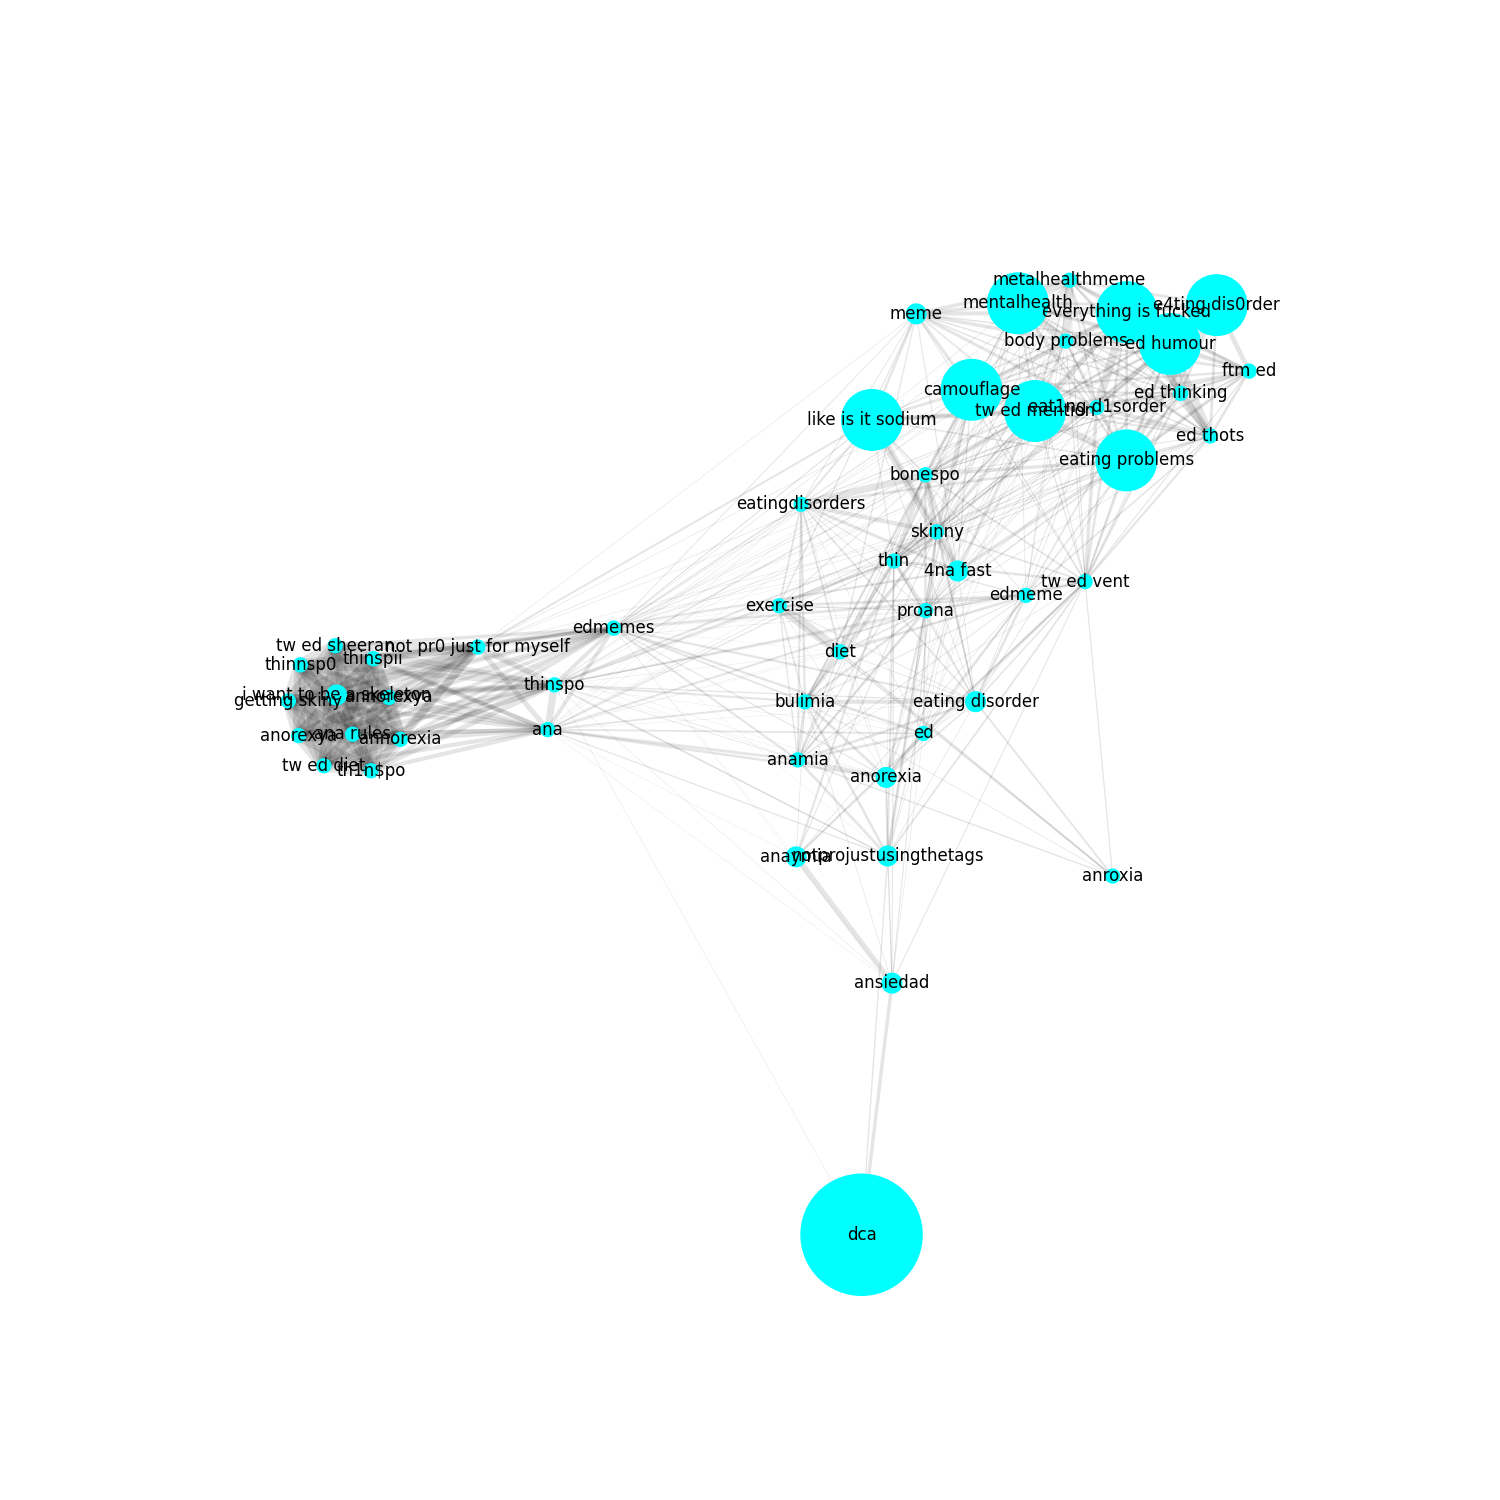 metalhealthmeme
mentalhealth
e4ting dis0rder
everything is fucked
meme
body problems
ed humour
ftm ed
camouflage
ed thinking
eat1ng d1sorder
tw ed mention
like is it sodium
ed thots
eating problems
bonespo
eatingdisorders
skinny
thin
4na fast
tw ed vent
edmeme
exercise
proana
edmemes
tw ed sheeran
not pr0 just for myself
diet
thinspii
thinnsp0
thinspo
i want to be a skeleton
annorexya
getting skiny
bulimia
eating disorder
ana
ed
anorexya
ana rules
annorexia
anamia
tw ed diet
th1n$po
anorexia
anaymia
notprojustusingthetags
anroxia
ansiedad
dca